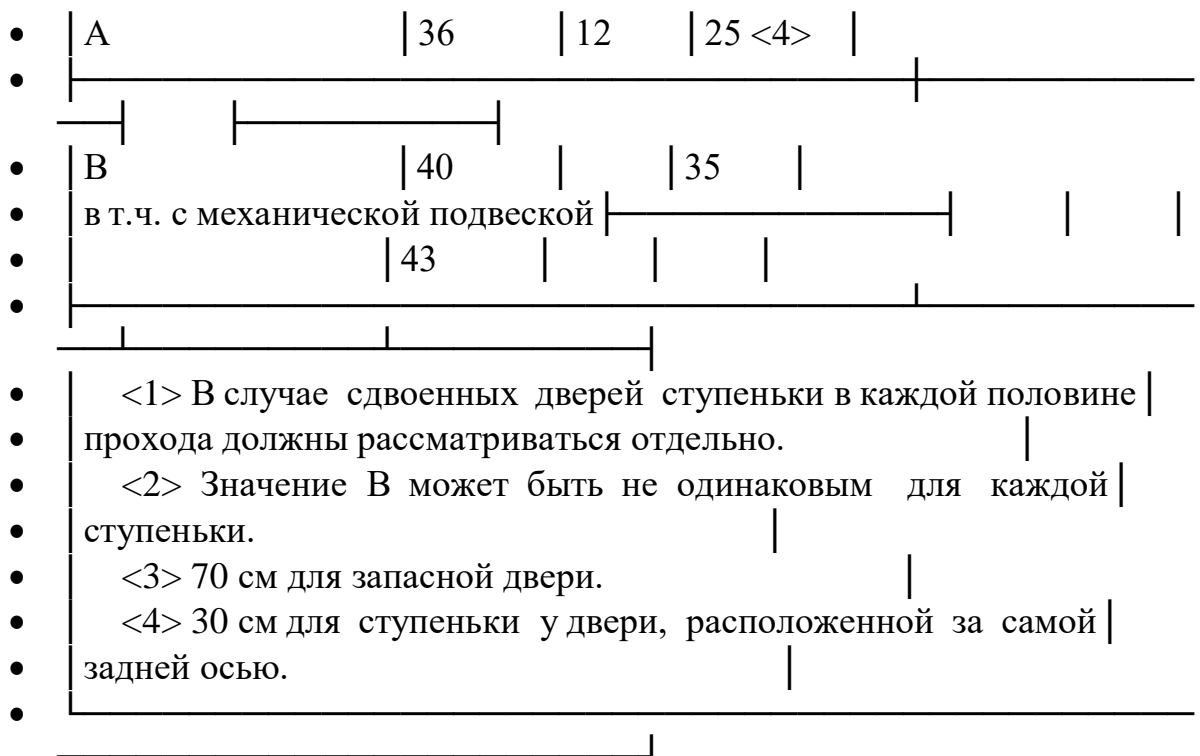 А 36 12 25 <4>
В 40 35
в т.ч. с механической подвеской
43
<1> В случае сдвоенных дверей ступеньки в каждой половине
прохода должны рассматриваться отдельно.
<2> Значение В может быть не одинаковым для каждой
ступеньки.
<3> 70 см для запасной двери.
<4> 30 см для ступеньки у двери, расположенной за самой
задней осью.